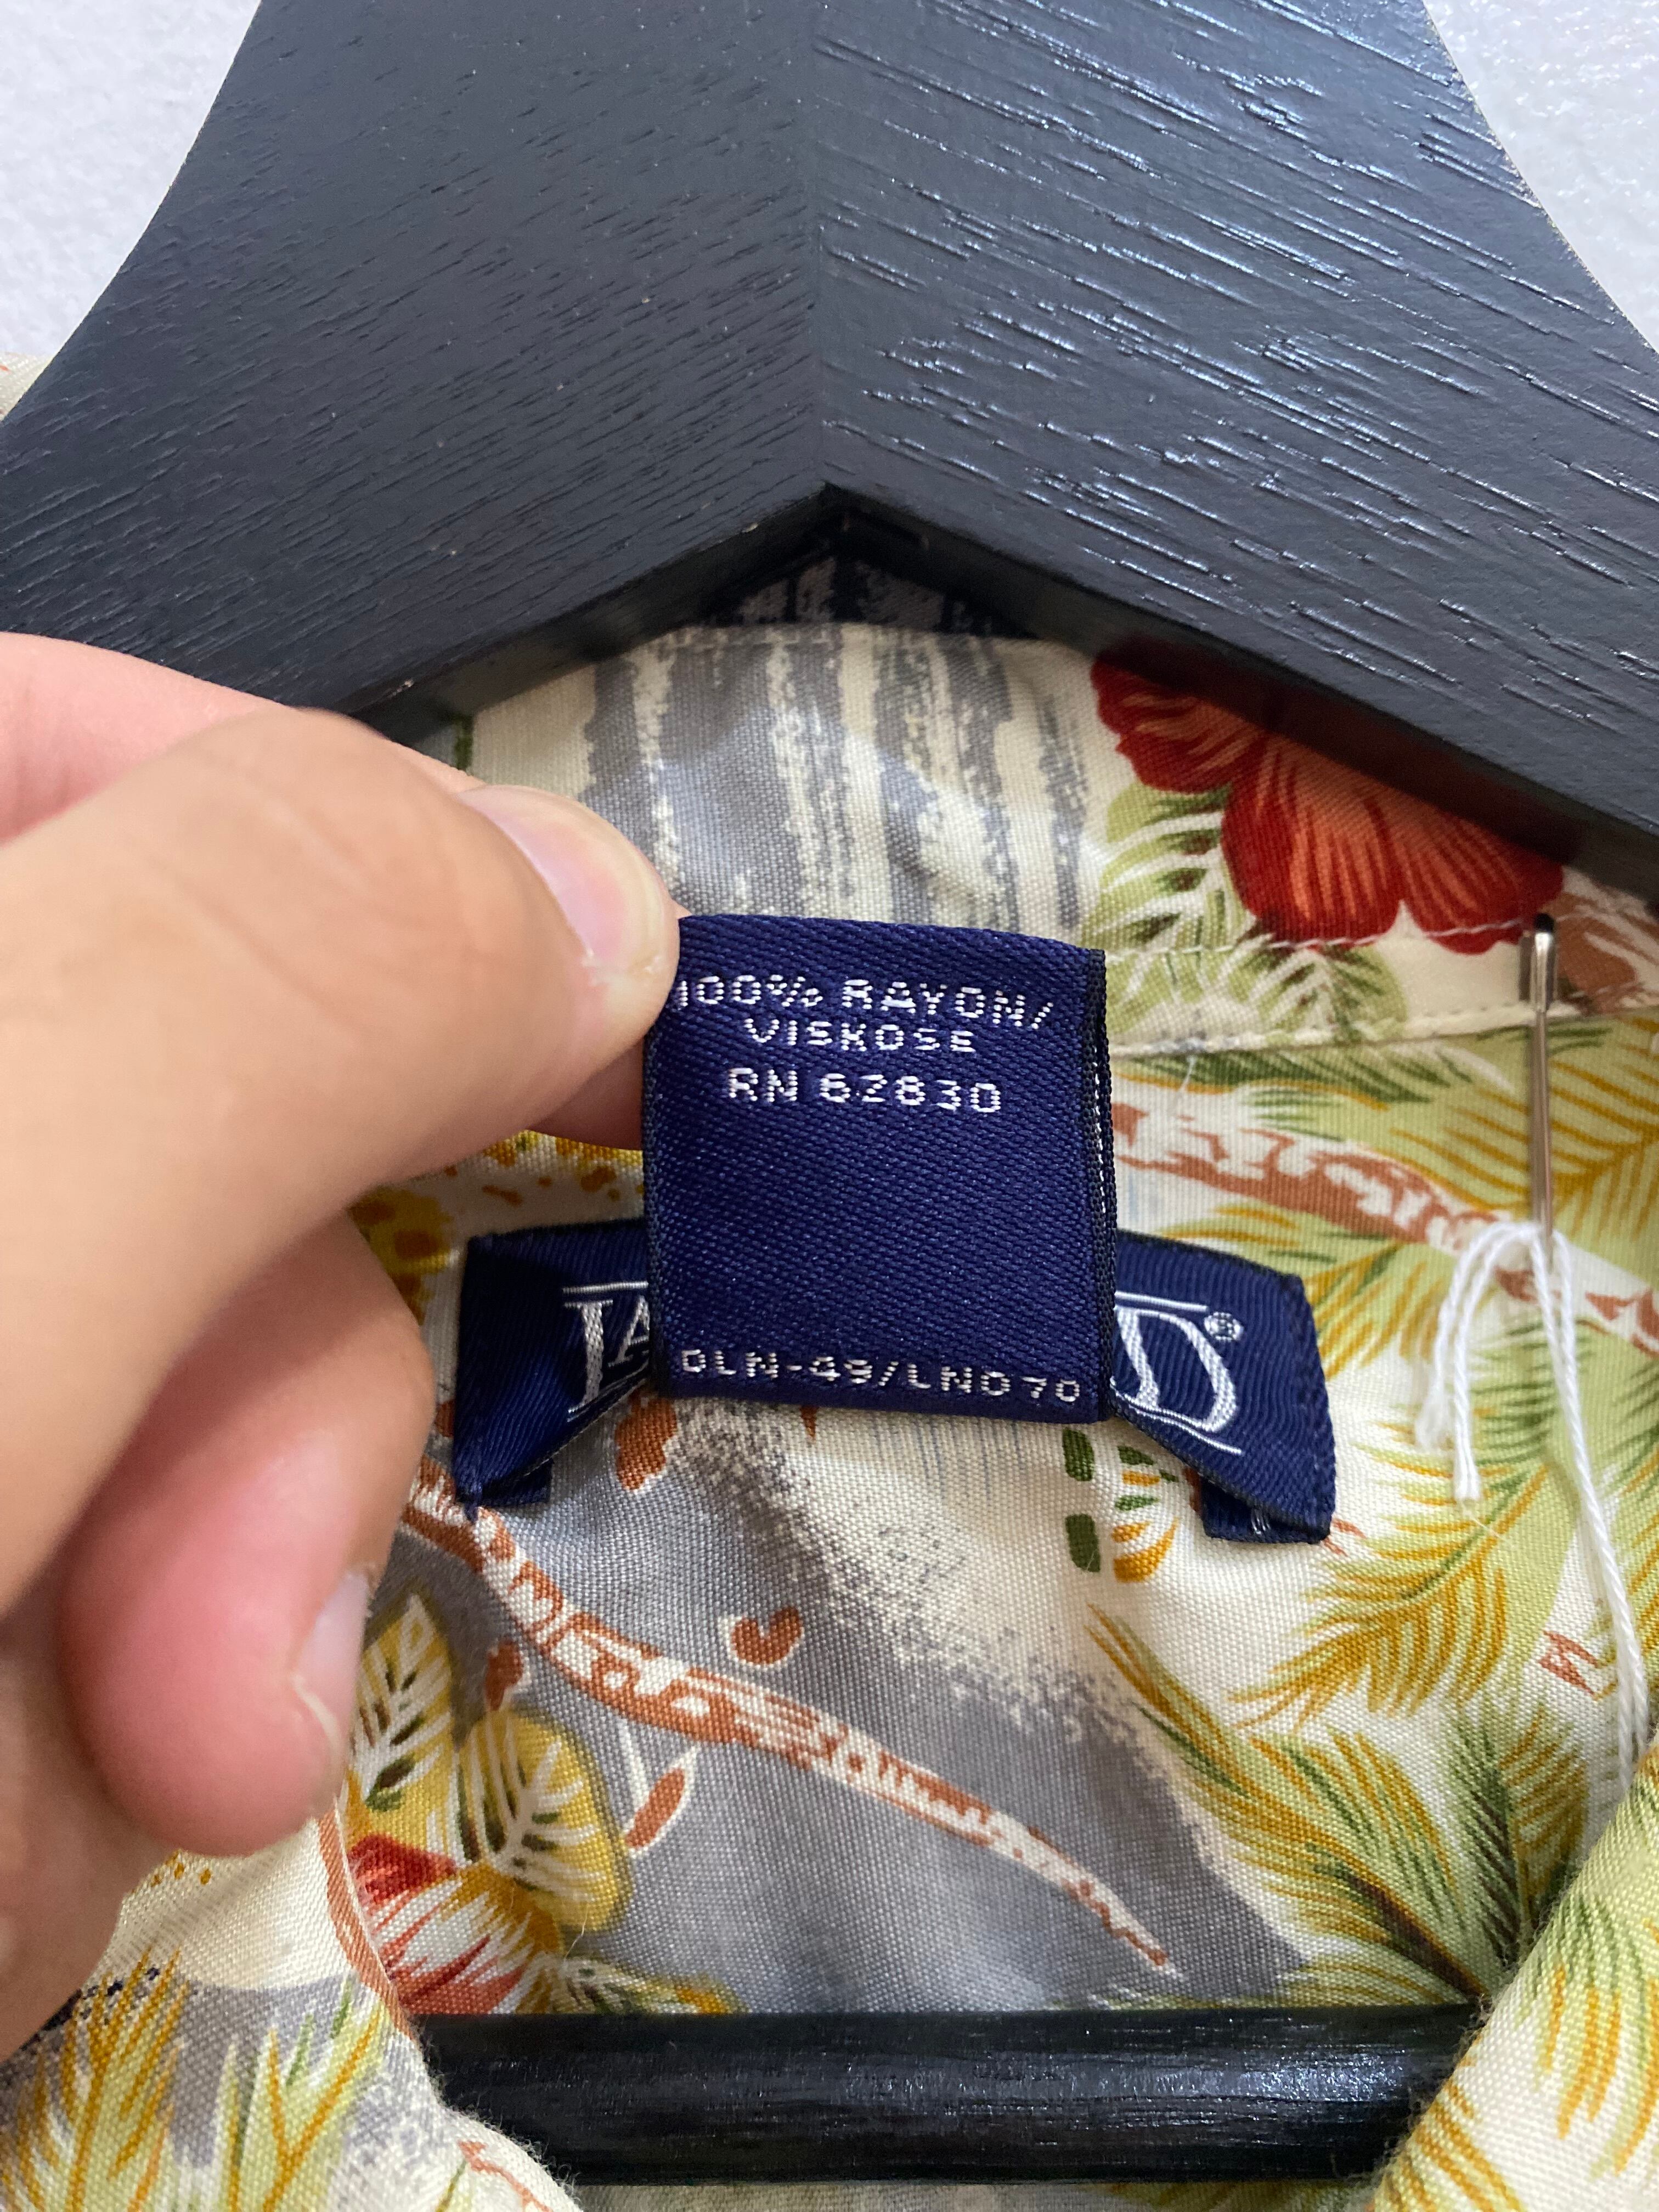 100% RAYON/
VISKOSE
RN 62830
DLN-49/LND70